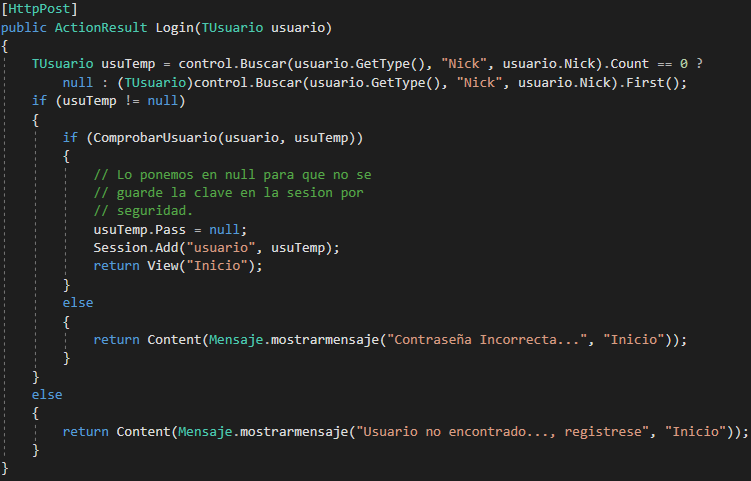 [HttpPost]
public ActionResult Login(TUsuario usuario)
{
    TUsuario usuTemp = control.Buscar(usuario.GetType(), "Nick", usuario.Nick).Count == 0 ?
        null : (TUsuario)control.Buscar(usuario.GetType(), "Nick", usuario.Nick).First();
    if (usuTemp != null)
    {
        if (ComprobarUsuario(usuario, usuTemp))
        {
            // Lo ponemos en null para que no se
            // guarde la clave en la sesion por
            // seguridad.
            usuTemp.Pass = null;
            Session.Add("usuario", usuTemp);
            return View("Inicio");
        }
        else
        {
            return Content(Mensaje.mostrarmensaje("Contraseña Incorrecta...", "Inicio"));
        }
    }
    else
    {
        return Content(Mensaje.mostrarmensaje("Usuario no encontrado..., registrese", "Inicio"));
    }
}